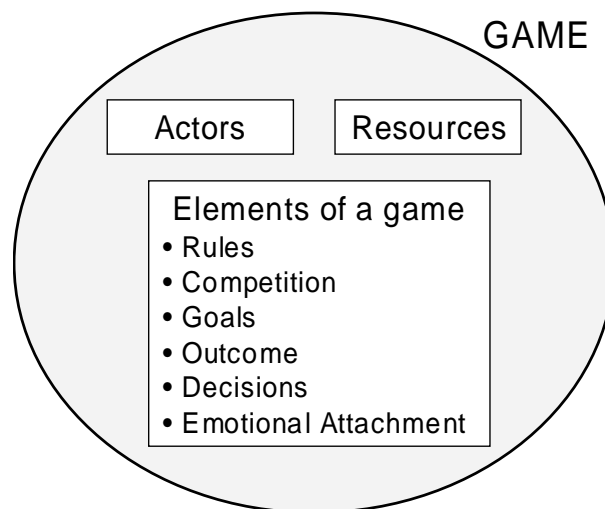 GAME
Actors
Resources
Elements of a game
• Rules
• Competition
• Goals
• Outcome
• Decisions
• Emotional Attachment